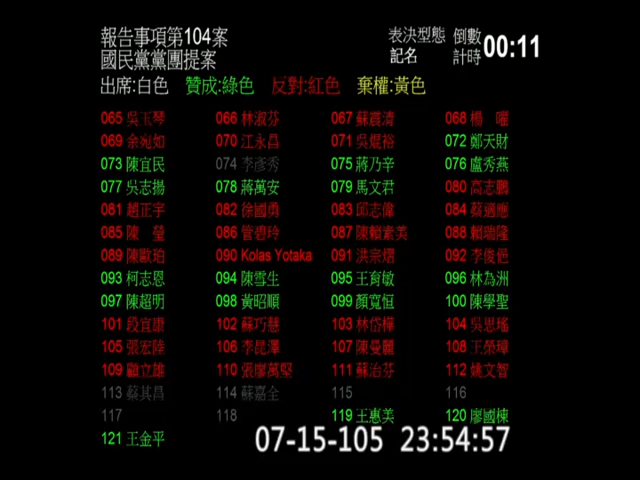 報告事項第104案
國民黨黨團提案
表決型態 記名
倒數計時 00:11
出席:白色 贊成:綠色 反對:紅色 棄權:黃色
065 吳玉琴 066 林淑芬 067 蘇震清 068 楊 曜
069 余宛如 070 江永昌 071 吳焜裕 072 鄭天財
073 陳宜民 074 李彥秀 075 蔣乃辛 076 盧秀燕
077 吳志揚 078 蔣萬安 079 馬文君 080 高志鵬
081 趙正宇 082 徐國勇 083 邱志偉 084 蔡適應
085 陳 瑩 086 管碧玲 087 陳賴素美 088 賴瑞隆
089 陳歐珀 090 Kolas Yotaka 091 洪宗熠 092 李俊俋
093 柯志恩 094 陳雪生 095 王育敏 096 林為洲
097 陳超明 098 黃昭順 099 顏寬恒 100 陳學聖
101 段宜康 102 蘇巧慧 103 林岱樺 104 吳思瑤
105 張宏陸 106 李昆澤 107 陳曼麗 108 王榮璋
109 顧立雄 110 張廖萬堅 111 蘇治芬 112 姚文智
113 蔡其昌 114 蘇嘉全 115 116
117 118 119 王惠美 120 廖國棟
121 王金平
07-15-105 23:54:57